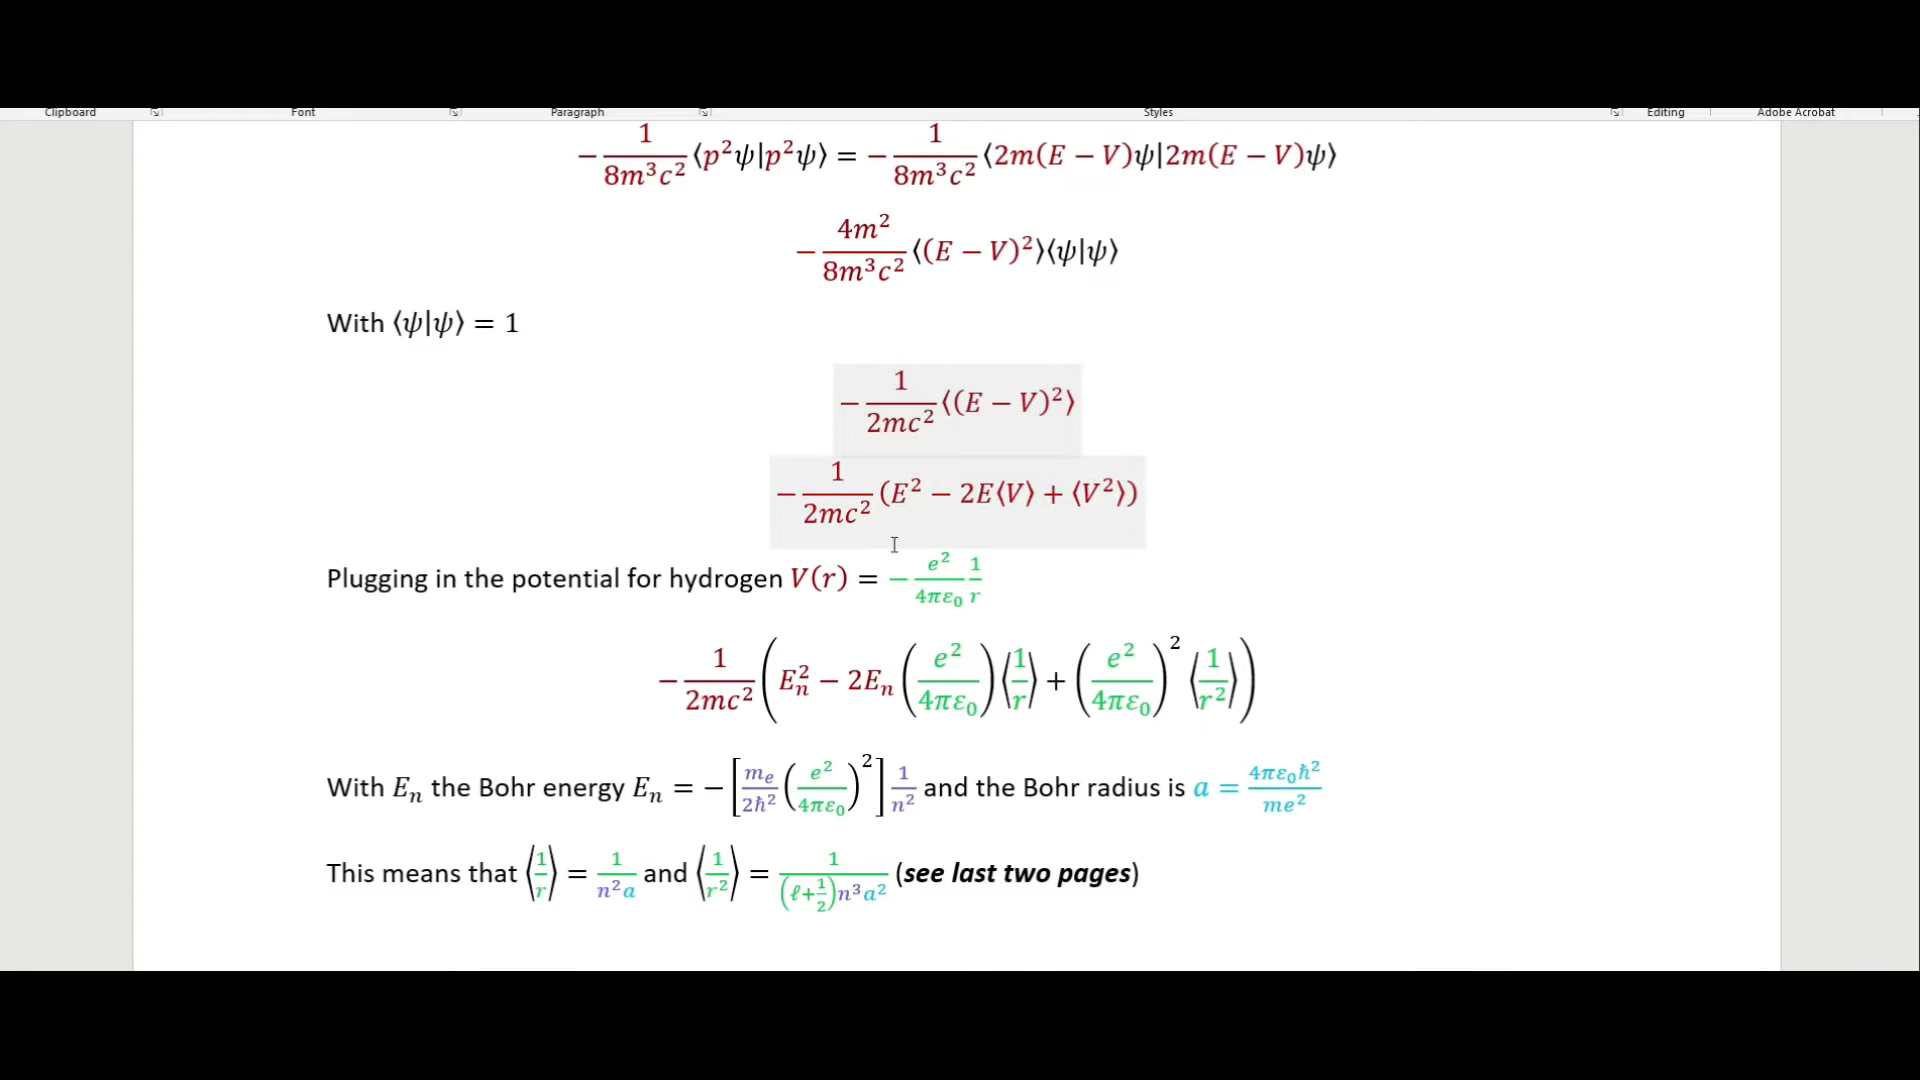 Clipboard Font Paragraph Styles Editing Adobe Acrobat
−1/(8m³c²)⟨p²ψ|p²ψ⟩ = −1/(8m³c²)⟨2m(E − V)ψ|2m(E − V)ψ⟩
−4m²/(8m³c²)⟨(E − V)²⟩⟨ψ|ψ⟩
With ⟨ψ|ψ⟩ = 1
−1/(2mc²)⟨(E − V)²⟩
−1/(2mc²)(E² − 2E⟨V⟩ + ⟨V²⟩)
Plugging in the potential for hydrogen V(r) = −e²/(4πε₀) 1/r
−1/(2mc²)(Eₙ² − 2Eₙ(e²/(4πε₀))⟨1/r⟩ + (e²/(4πε₀))²⟨1/r²⟩)
With Eₙ the Bohr energy Eₙ = −[mₑ/(2ℏ²)(e²/(4πε₀))²]1/n² and the Bohr radius is a = 4πε₀ℏ²/(me²)
This means that ⟨1/r⟩ = 1/(n²a) and ⟨1/r²⟩ = 1/((ℓ+1/2)n³a²) (see last two pages)